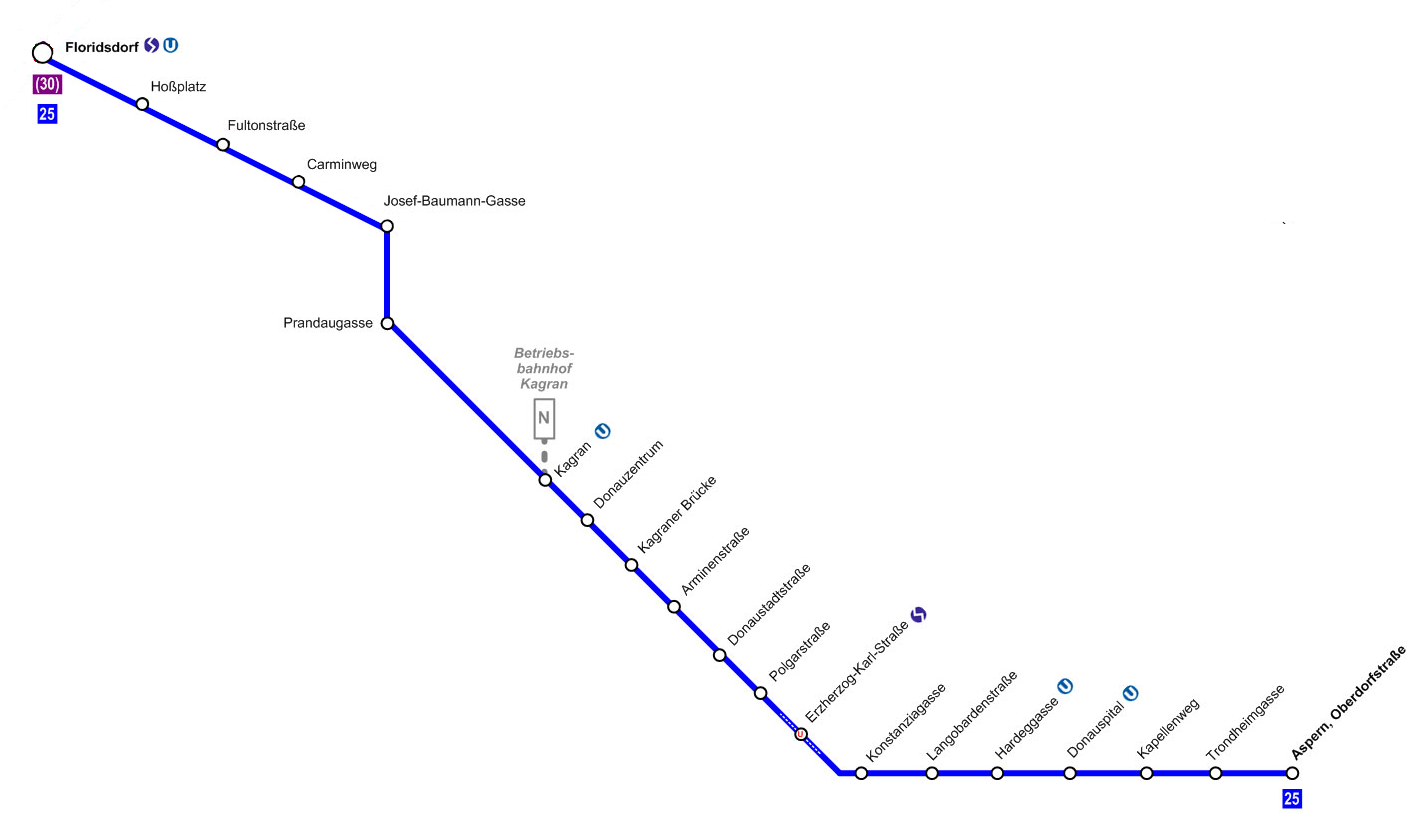 Floridsdorf S U
(30)
25
Hoßplatz
Fultonstraße
Carminweg
Josef-Baumann-Gasse
Prandaugasse
Betriebs-
bahnhof
Kagran
N
Kagran U
Donauzentrum
Kagraner Brücke
Arminenstraße
Donaustadtstraße
Polgarstraße
Erzherzog-Karl-Straße S
U
Konstanziagasse
Langobardenstraße
Hardeggasse U
Donauspital U
Kapellenweg
Trondheimgasse
Aspern, Oberdorfstraße
25